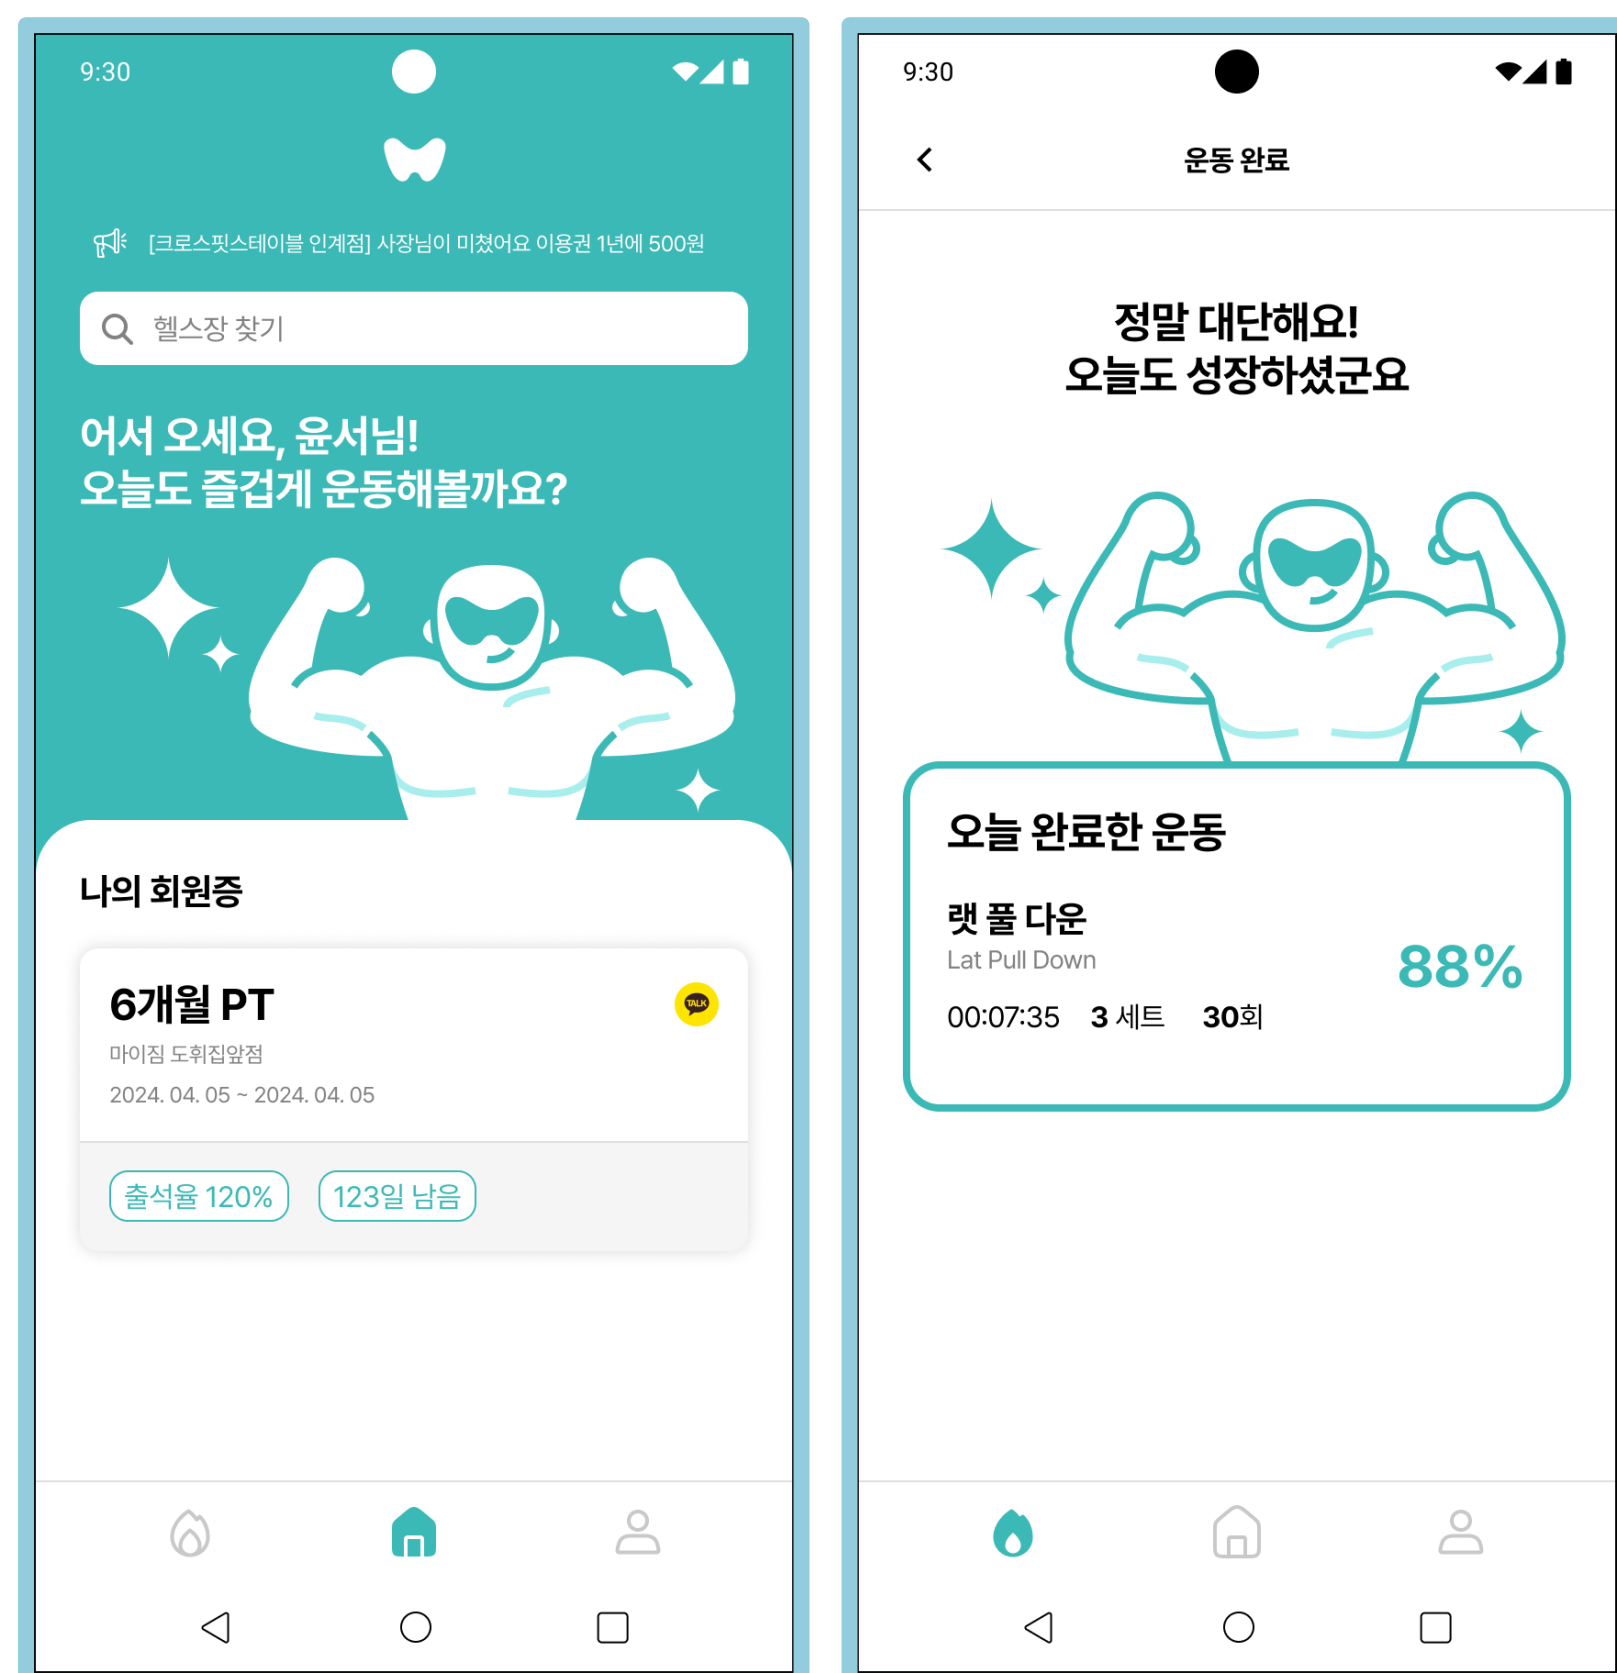 9:30
[크로스핏스테이블 인계점] 사장님이 미쳤어요 이용권 1년에 500원
헬스장 찾기
어서 오세요, 윤서님!
오늘도 즐겁게 운동해볼까요?
나의 회원증
6개월 PT
TALK
마이짐 도휘집앞점
2024. 04. 05 ~ 2024. 04. 05
출석율 120%
123일 남음
9:30
운동 완료
정말 대단해요!
오늘도 성장하셨군요
오늘 완료한 운동
랫 풀 다운
Lat Pull Down
88%
00:07:35 3 세트 30회